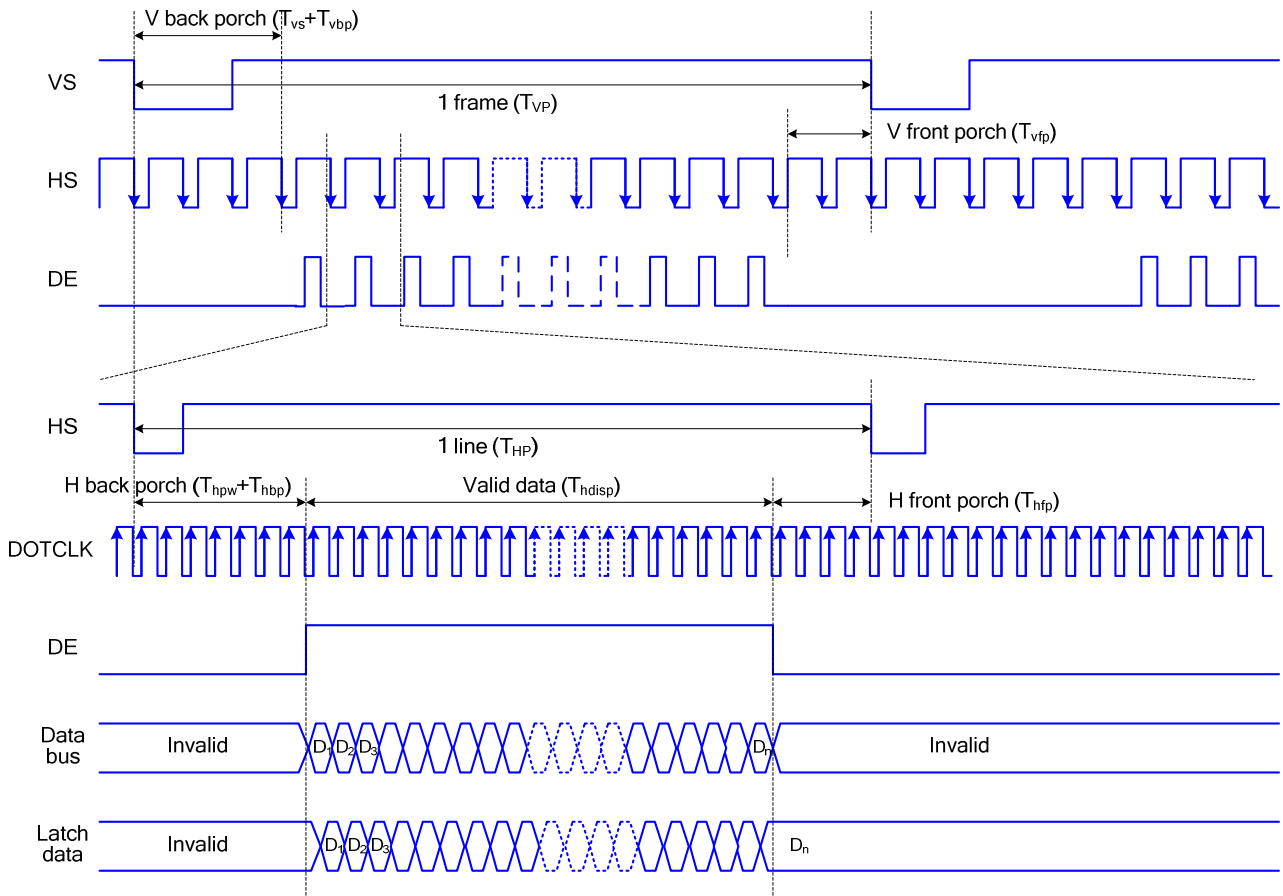 V back porch (Tvs+Tvbp)
VS
1 frame (TVP)
V front porch (Tvfp)
HS
DE
HS
1 line (THP)
H back porch (Thpw+Thbp)
Valid data (Thdisp)
H front porch (Thfp)
DOTCLK
DE
Data bus
Invalid
D1 D2 D3
Dn
Invalid
Latch data
Invalid
D1 D2 D3
Dn